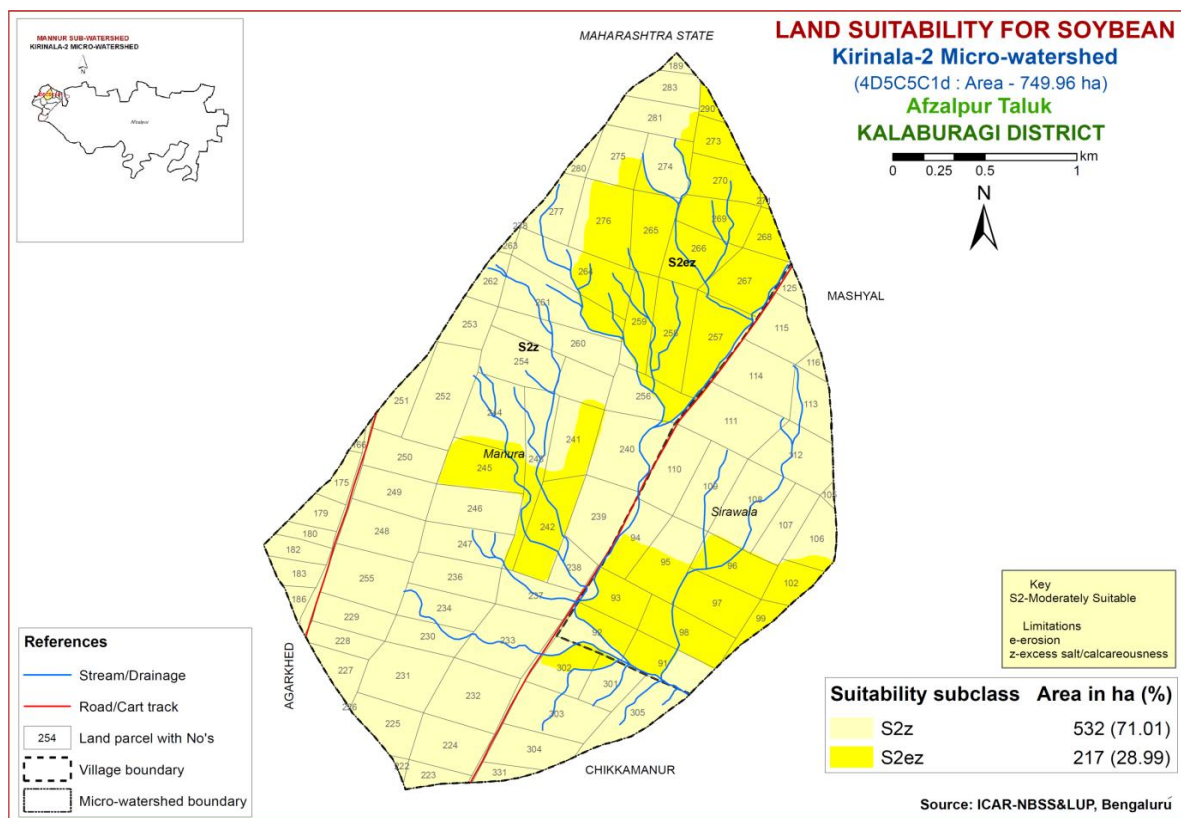 MANNUR SUB-WATERSHED
KIRINALA-2 MICRO-WATERSHED
N
Afzalpur
MAHARASHTRA STATE
LAND SUITABILITY FOR SOYBEAN
Kirinala-2 Micro-watershed
(4D5C5C1d : Area - 749.96 ha)
Afzalpur Taluk
KALABURAGI DISTRICT
km
0 0.25 0.5 1
N
189
283
290
281
273
275
274
280
270
277
276
269
265
268
266
S2ez
263
264
267
262
125
MASHYAL
261
259
115
253
258
257
260
S2z
254
114
116
256
251
252
113
111
241
240
250
Manura
245
110
112
175
109
249
108
Sirawala
246
179
239
107
248
242
180
94
106
247
182
238
95
96
183
236
102
255
237
93
97
186
234
99
229
92
98
228
230
233
91
227
302
231
301
232
305
225
303
224
304
222
223
331
AGARKHED
CHIKKAMANUR
References
Stream/Drainage
Road/Cart track
254 Land parcel with No's
Village boundary
Micro-watershed boundary
Key
S2-Moderately Suitable
Limitations
e-erosion
z-excess salt/calcareousness
Suitability subclass Area in ha (%)
S2z 532 (71.01)
S2ez 217 (28.99)
Source: ICAR-NBSS&LUP, Bengaluru